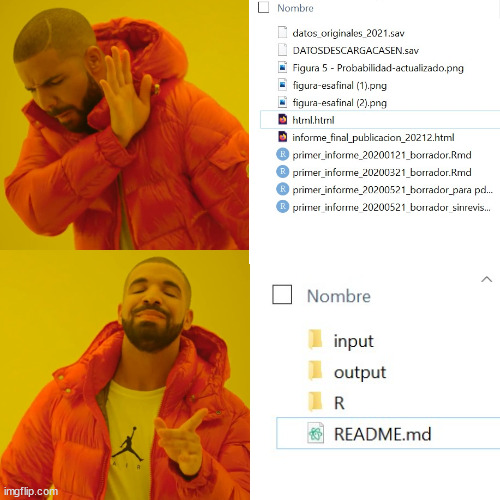 Nombre
datos_originales_2021.sav
DATOSDESCARGACASEN.sav
Figura 5 - Probabilidad-actualizado.png
figura-esafinal (1).png
figura-esafinal (2).png
html.html
informe_final_publicacion_20212.html
R primer_informe_20200121_borrador.Rmd
R primer_informe_20200321_borrador.Rmd
R primer_informe_20200521_borrador_para pd...
R primer_informe_20200521_borrador_sinrevis...
Nombre
input
output
R
README.md
AIR
imgflip.com